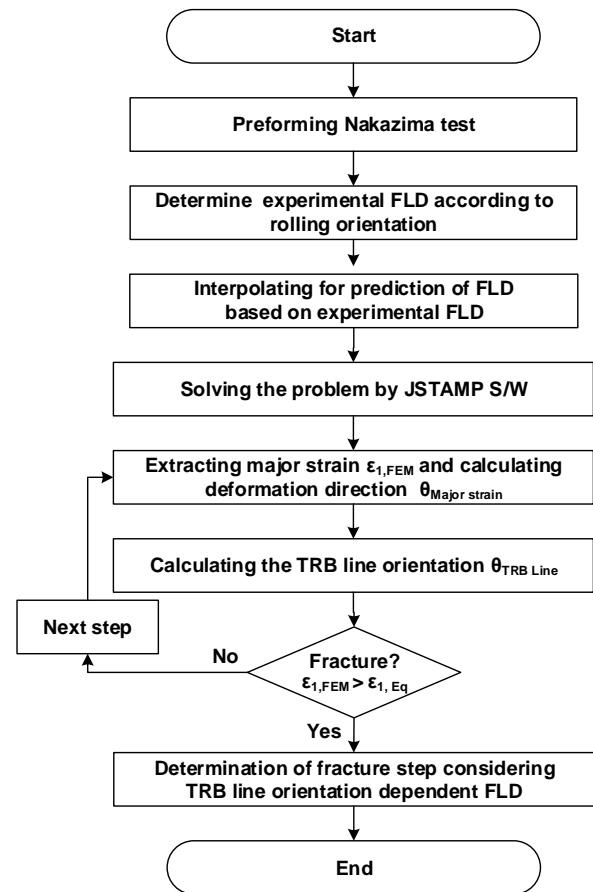 Start
Preforming Nakazima test
Determine experimental FLD according to
rolling orientation
Interpolating for prediction of FLD
based on experimental FLD
Solving the problem by JSTAMP S/W
Extracting major strain ε1,FEM and calculating
deformation direction θMajor strain
Calculating the TRB line orientation θTRB Line
Next step
No
Fracture?
ε1,FEM > ε1, Eq
Yes
Determination of fracture step considering
TRB line orientation dependent FLD
End